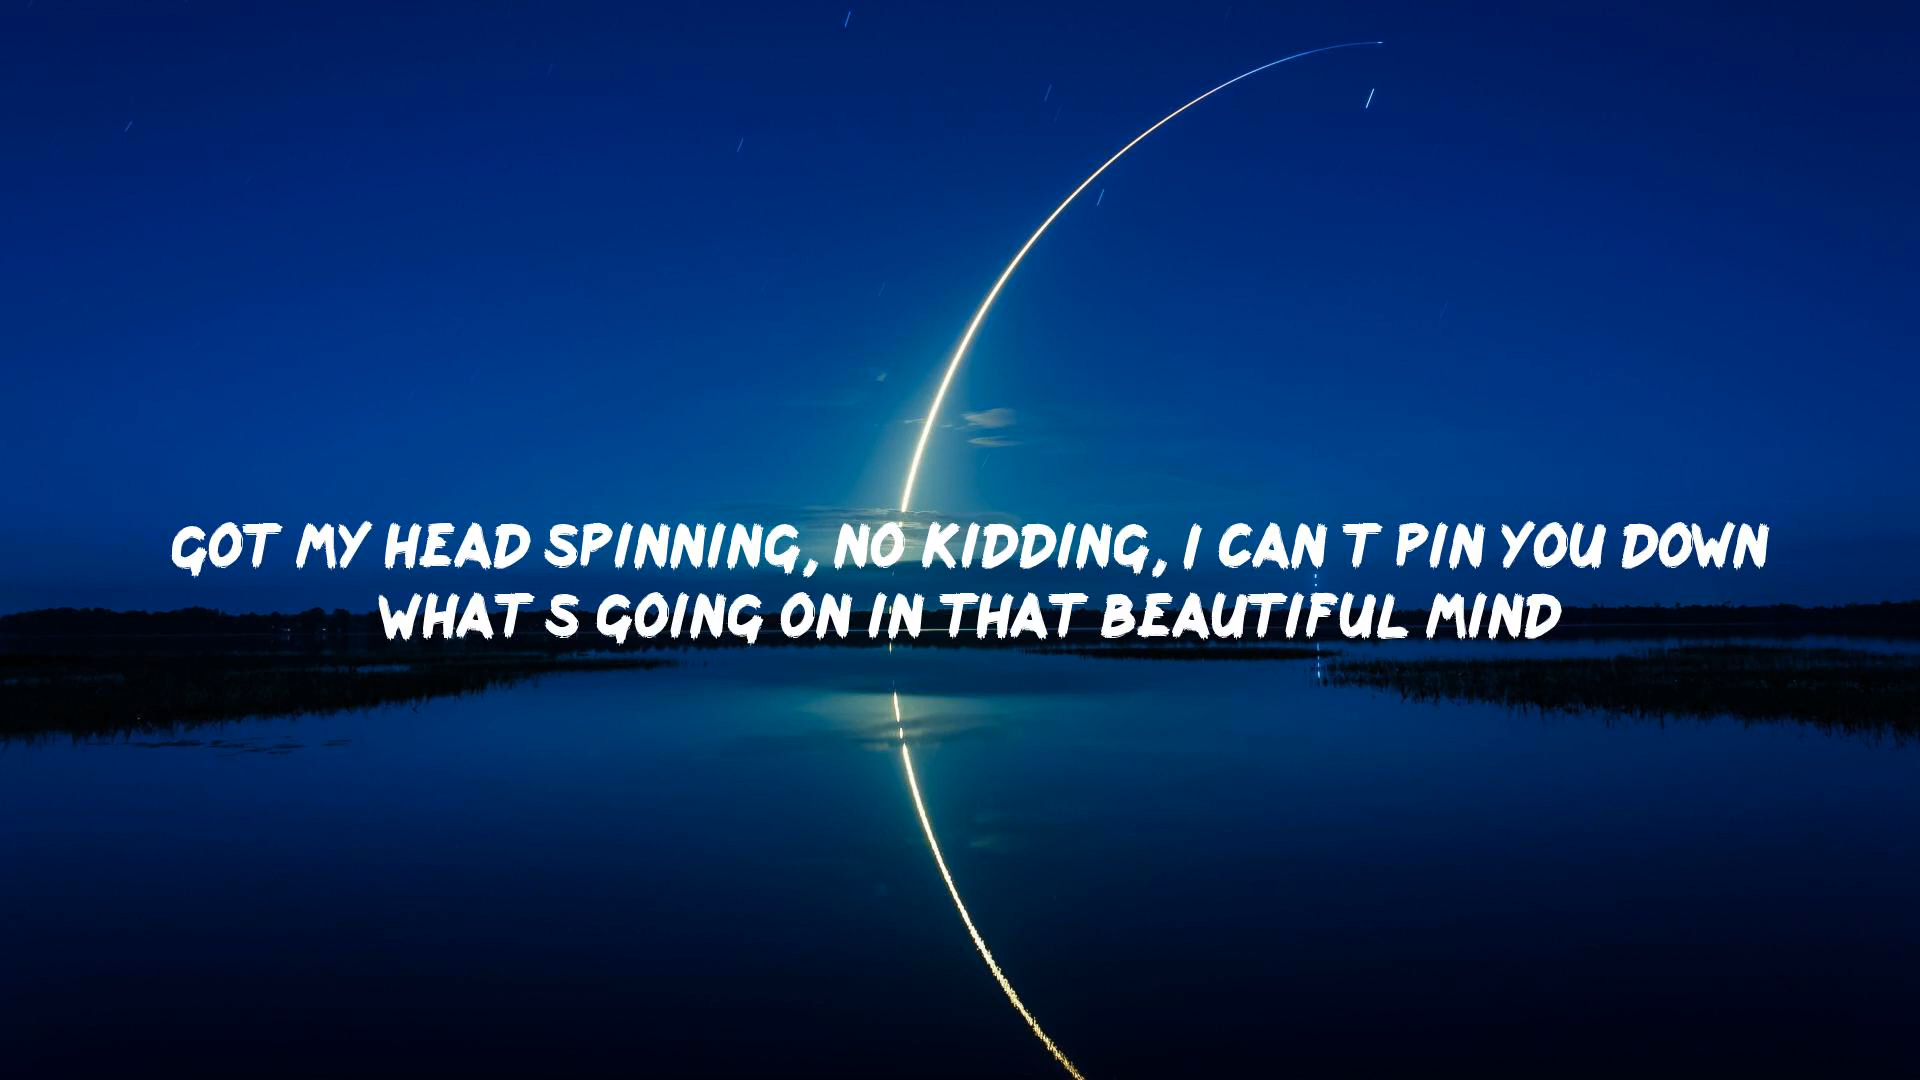 GOT MY HEAD SPINNING, NO KIDDING, I CAN T PIN YOU DOWN
WHAT S GOING ON IN THAT BEAUTIFUL MIND